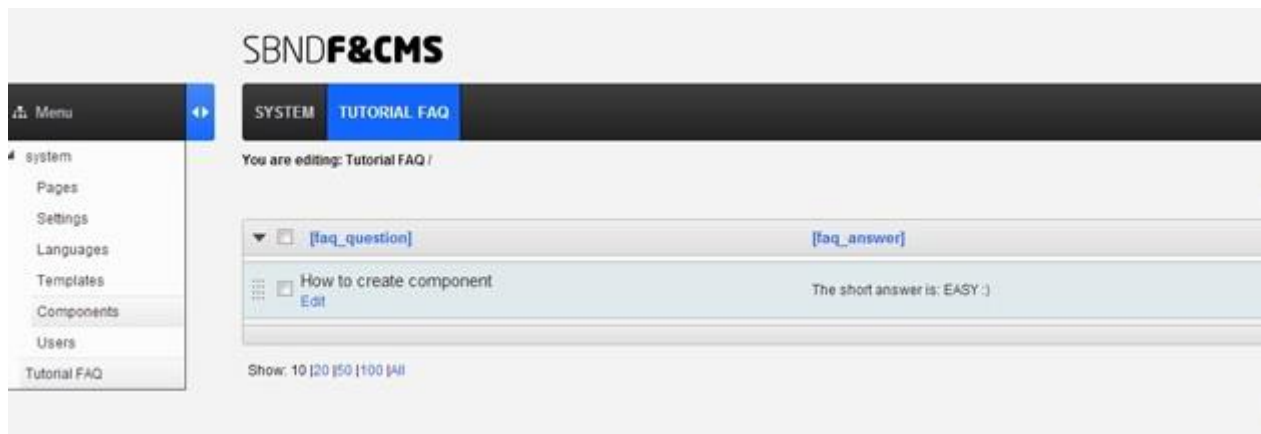 SBNDF&CMS
Menu
SYSTEM TUTORIAL FAQ
system
Pages
Settings
Languages
Templates
Components
Users
Tutorial FAQ
You are editing: Tutorial FAQ /
[faq_question] [faq_answer]
How to create component The short answer is: EASY :)
Edit
Show: 10 |20 |50 |100 |All